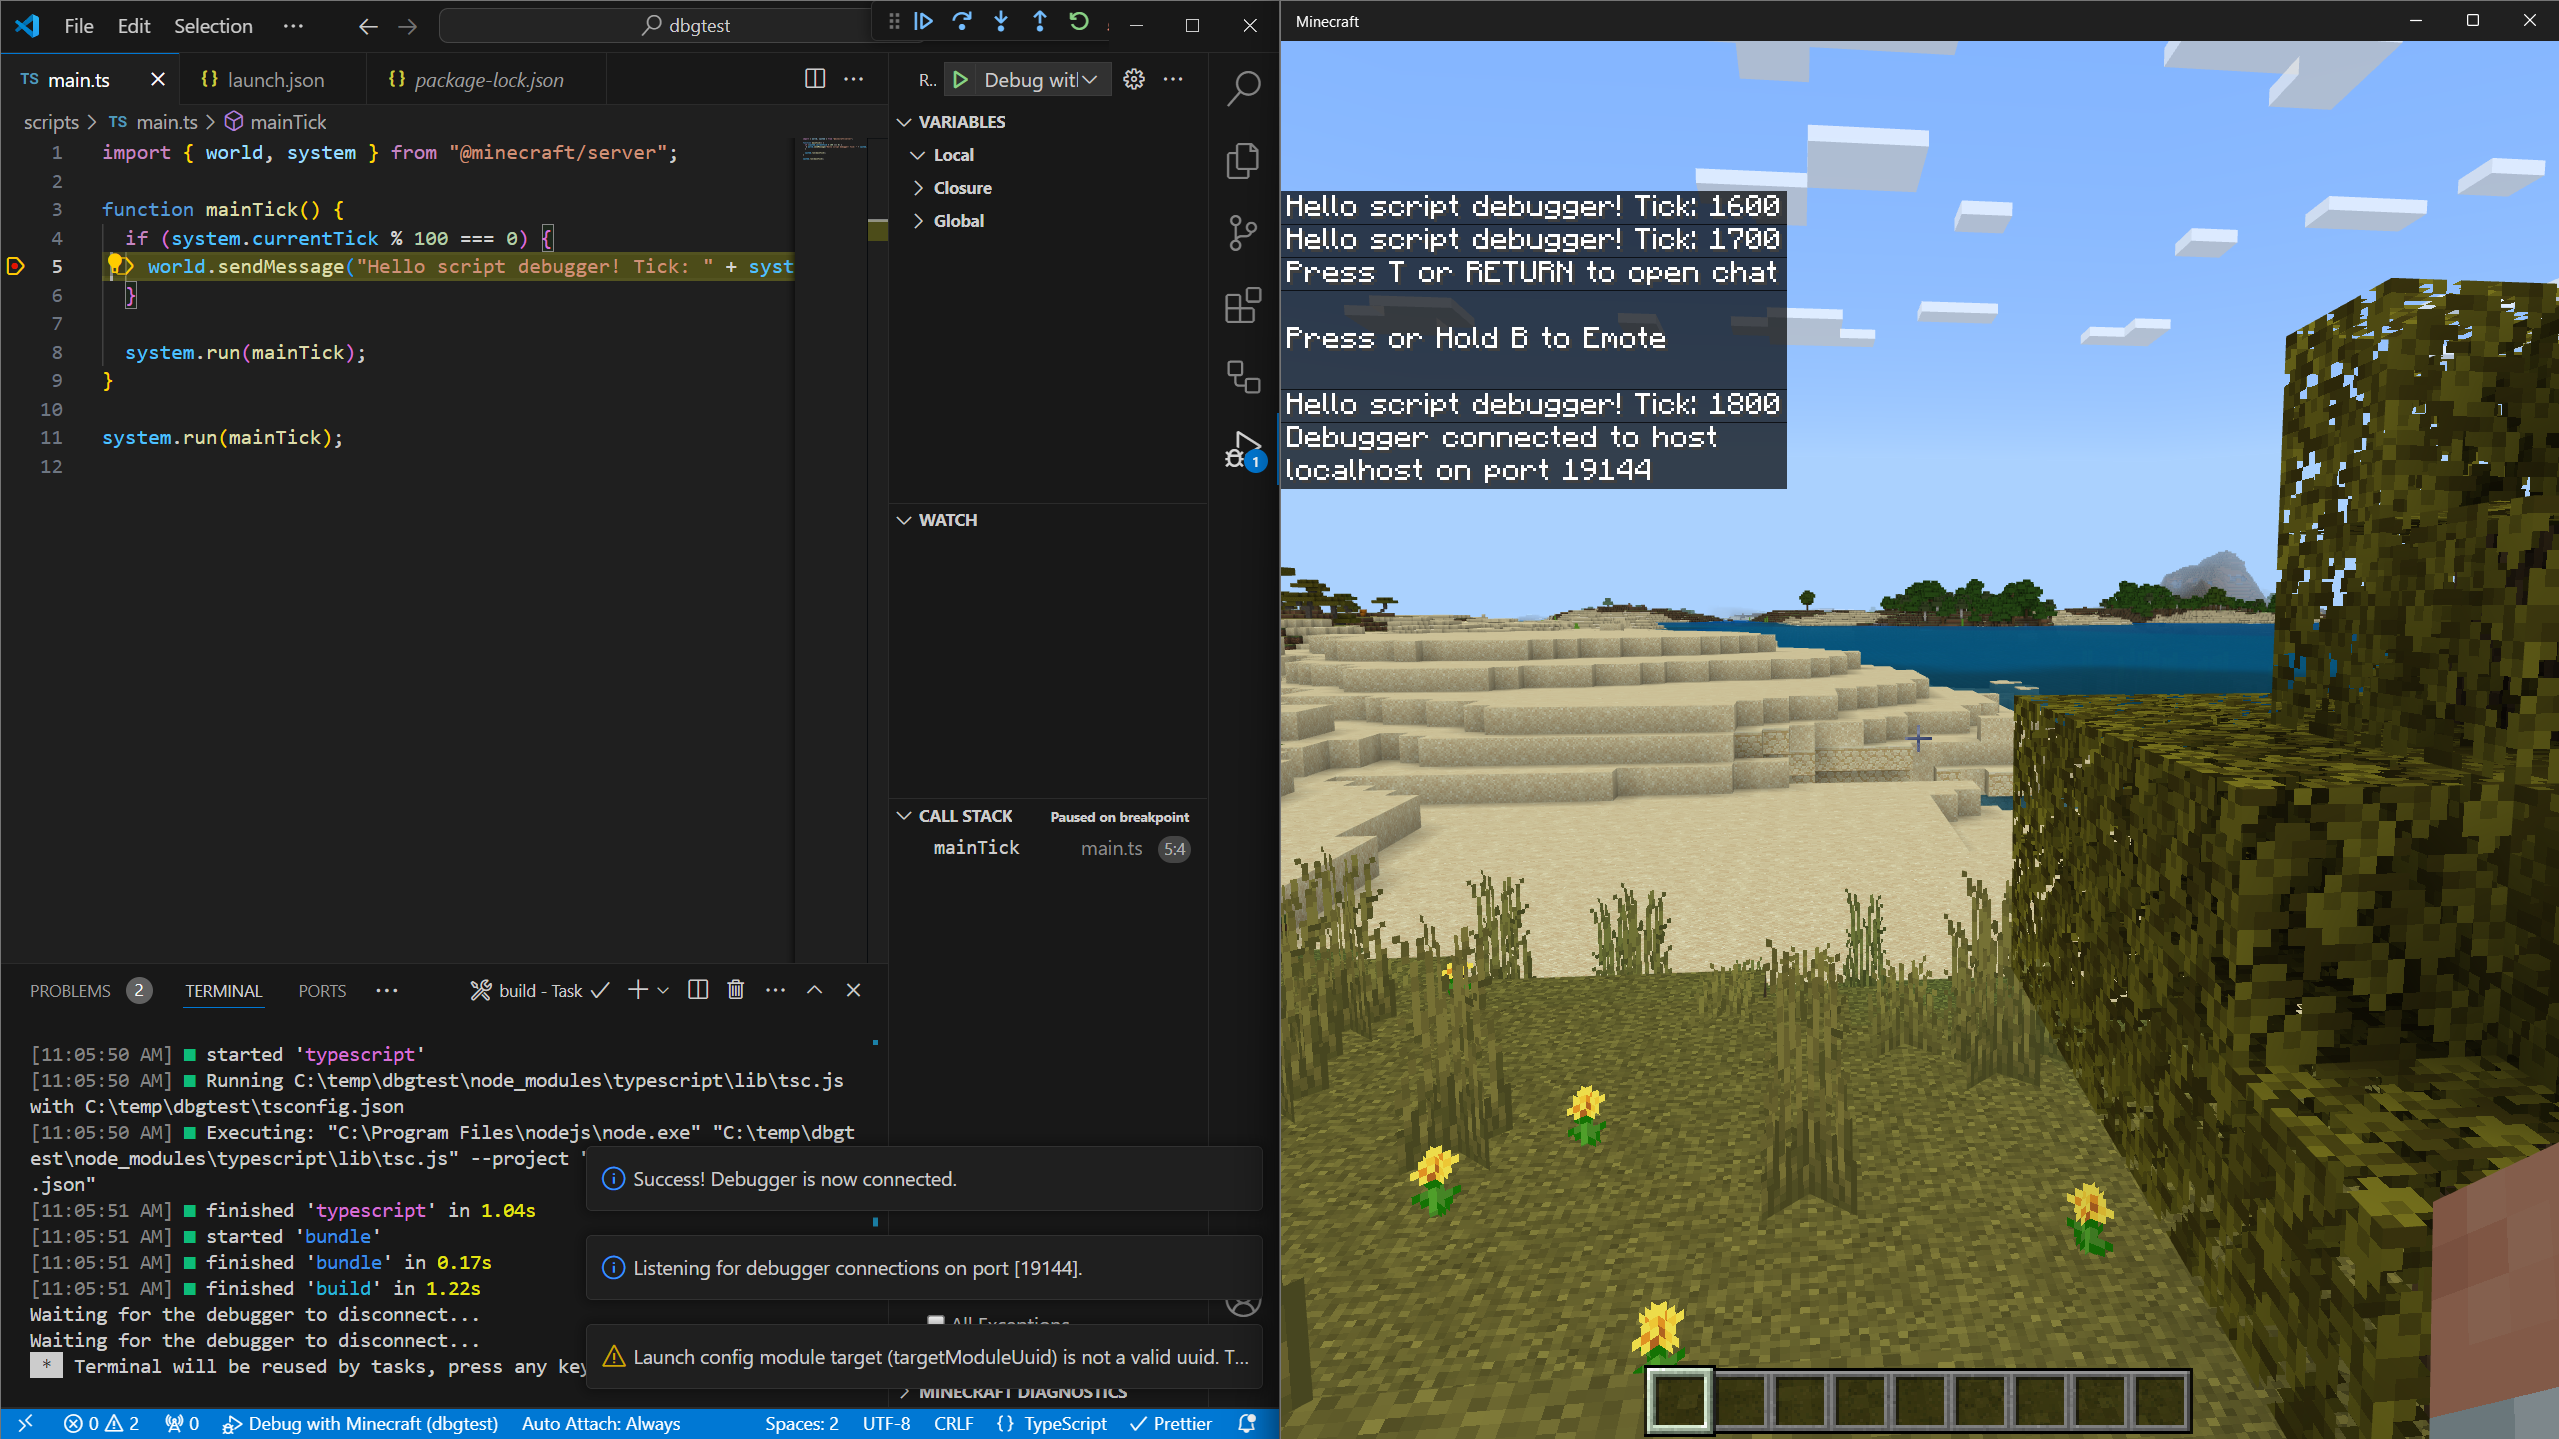 File Edit Selection ··· dbgtest
TS main.ts {} launch.json {} package-lock.json
scripts > TS main.ts > mainTick
1 import { world, system } from "@minecraft/server";
2
3 function mainTick() {
4 if (system.currentTick % 100 === 0) {
5 world.sendMessage("Hello script debugger! Tick: " + syst
6 }
7
8 system.run(mainTick);
9 }
10
11 system.run(mainTick);
12
R.. Debug with
VARIABLES
Local
Closure
Global
WATCH
CALL STACK Paused on breakpoint
mainTick main.ts 5:4
1
PROBLEMS 2 TERMINAL PORTS ··· build - Task
[11:05:50 AM] started 'typescript'
[11:05:50 AM] Running C:\temp\dbgtest\node_modules\typescript\lib\tsc.js
with C:\temp\dbgtest\tsconfig.json
[11:05:50 AM] Executing: "C:\Program Files\nodejs\node.exe" "C:\temp\dbgt
est\node_modules\typescript\lib\tsc.js" --project "
.json"
[11:05:51 AM] finished 'typescript' in 1.04s
[11:05:51 AM] started 'bundle'
[11:05:51 AM] finished 'bundle' in 0.17s
[11:05:51 AM] finished 'build' in 1.22s
Waiting for the debugger to disconnect...
Waiting for the debugger to disconnect...
* Terminal will be reused by tasks, press any key
Success! Debugger is now connected.
Listening for debugger connections on port [19144].
All Exceptions
Launch config module target (targetModuleUuid) is not a valid uuid. T...
MINECRAFT DIAGNOSTICS
0 2 0 Debug with Minecraft (dbgtest) Auto Attach: Always Spaces: 2 UTF-8 CRLF {} TypeScript Prettier
Minecraft
Hello script debugger! Tick: 1600
Hello script debugger! Tick: 1700
Press T or RETURN to open chat
Press or Hold B to Emote
Hello script debugger! Tick: 1800
Debugger connected to host
localhost on port 19144